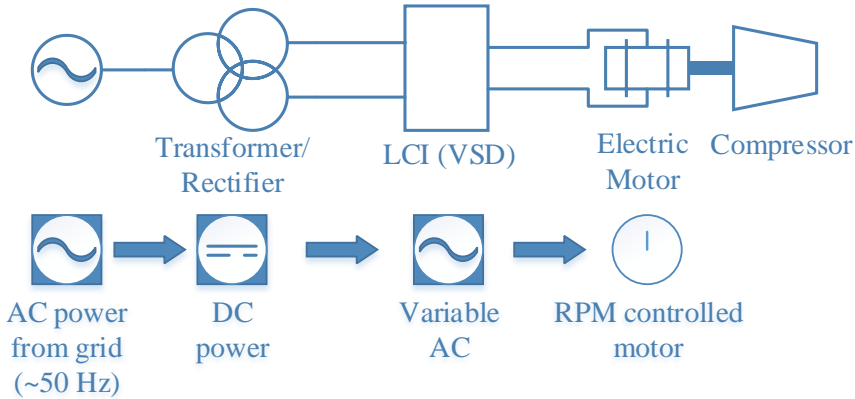 Transformer/
Rectifier
LCI (VSD)
Electric
Motor
Compressor
AC power
from grid
(~50 Hz)
DC
power
Variable
AC
RPM controlled
motor